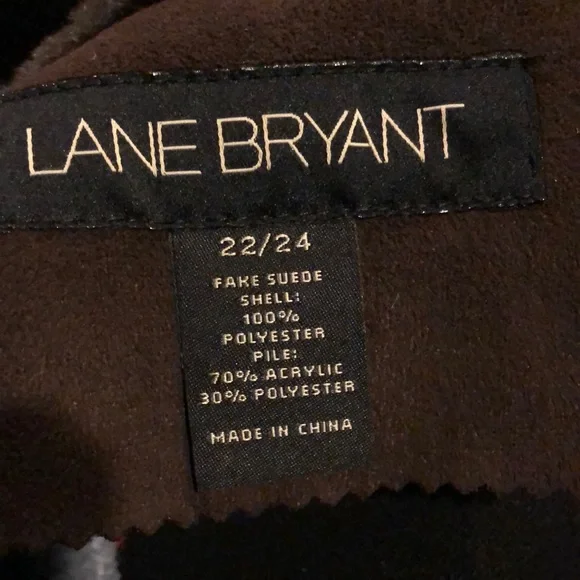 LANE BRYANT
22/24
FAKE SUEDE
SHELL:
100%
POLYESTER
PILE:
70% ACRYLIC
30% POLYESTER
MADE IN CHINA